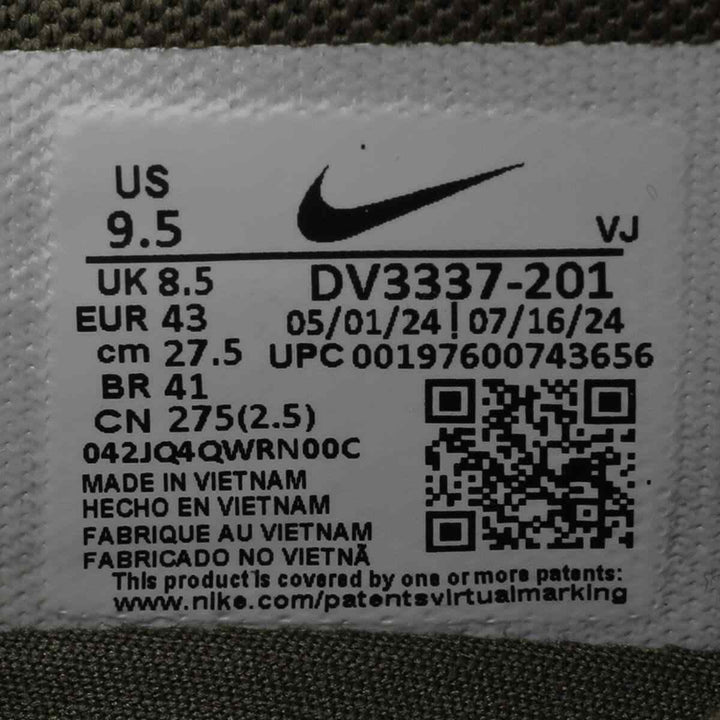 US
9.5
VJ
UK 8.5
DV3337-201
EUR 43
05/01/24 | 07/16/24
cm 27.5
UPC 00197600743656
BR 41
CN 275(2.5)
042JQ4QWRN00C
MADE IN VIETNAM
HECHO EN VIETNAM
FABRIQUE AU VIETNAM
FABRICADO NO VIETNÃ
This product is covered by one or more patents:
www.nike.com/patentsvirtualmarking